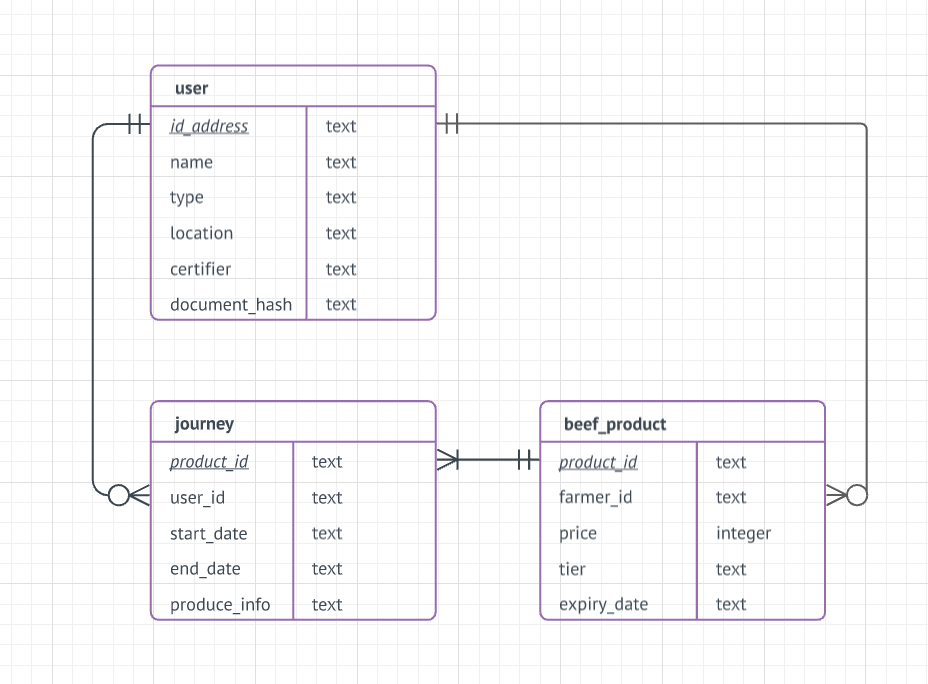 user
id_address text
name text
type text
location text
certifier text
document_hash text
journey
product_id text
user_id text
start_date text
end_date text
produce_info text
beef_product
product_id text
farmer_id text
price integer
tier text
expiry_date text